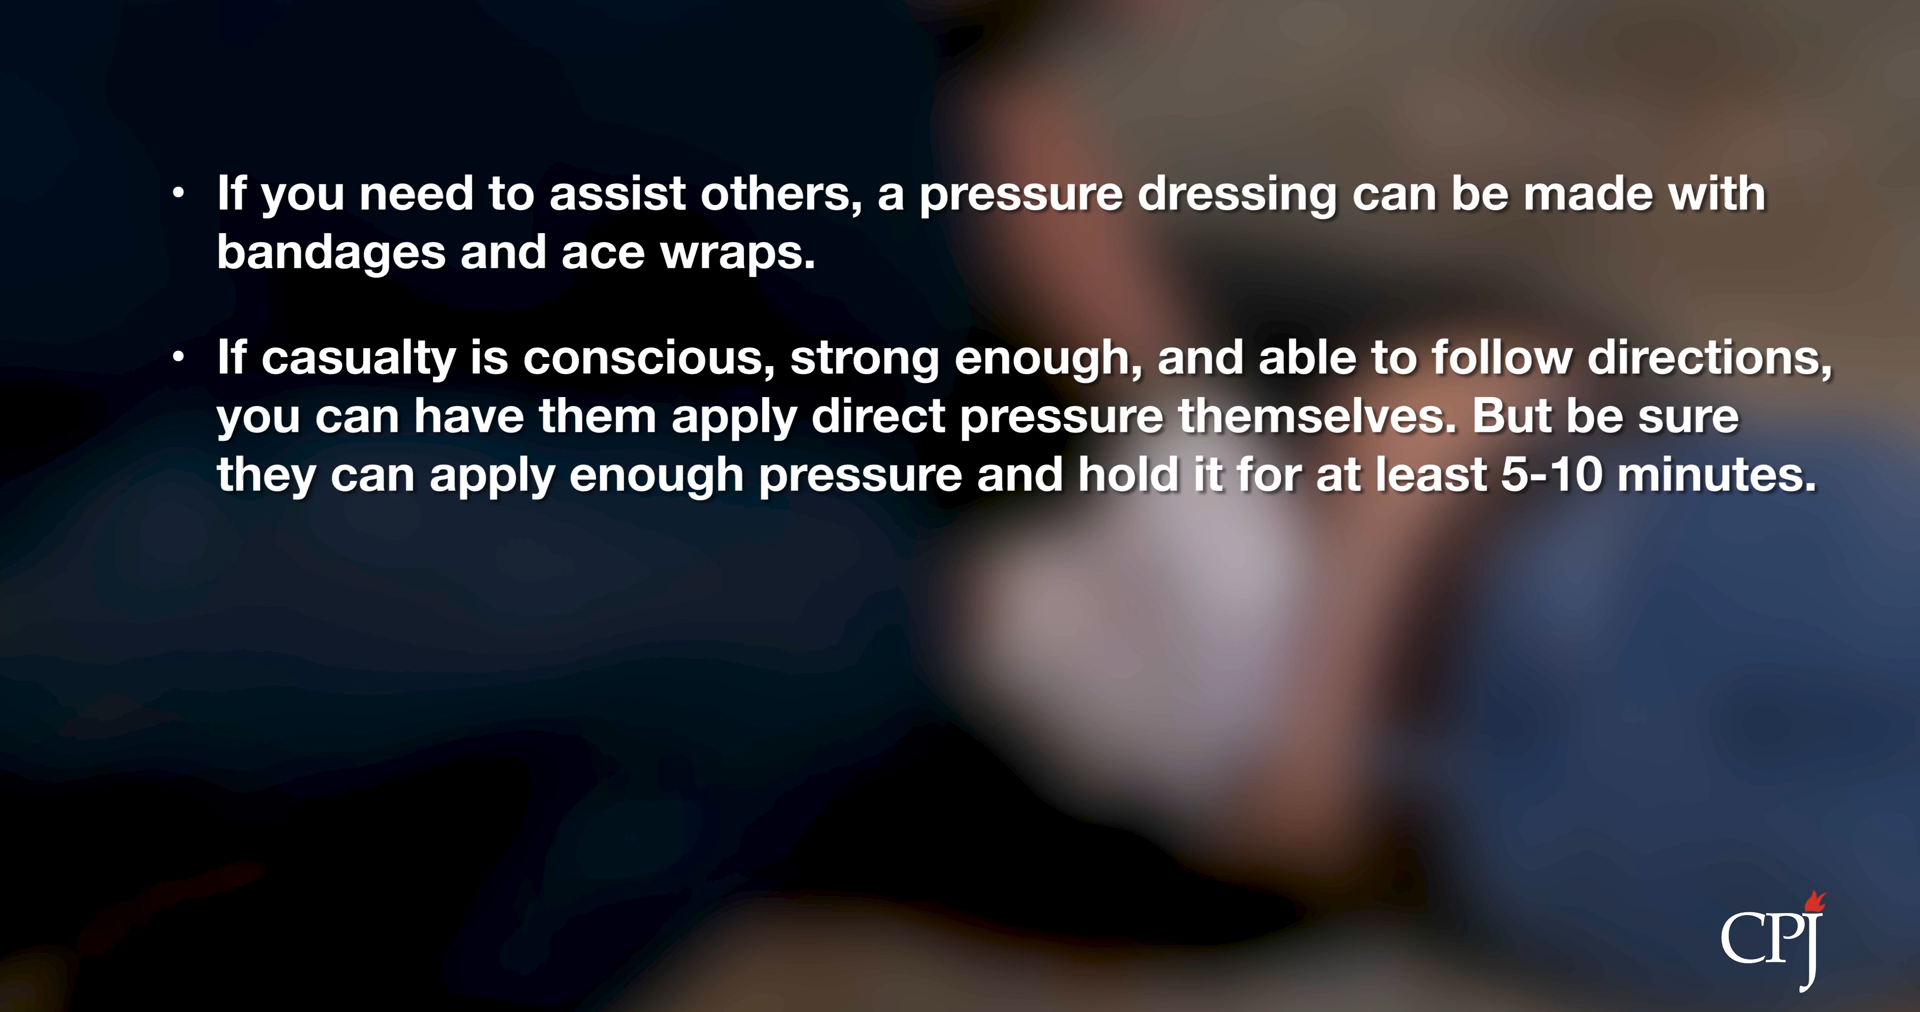 • If you need to assist others, a pressure dressing can be made with
bandages and ace wraps.
• If casualty is conscious, strong enough, and able to follow directions,
you can have them apply direct pressure themselves. But be sure
they can apply enough pressure and hold it for at least 5-10 minutes.
CPJ